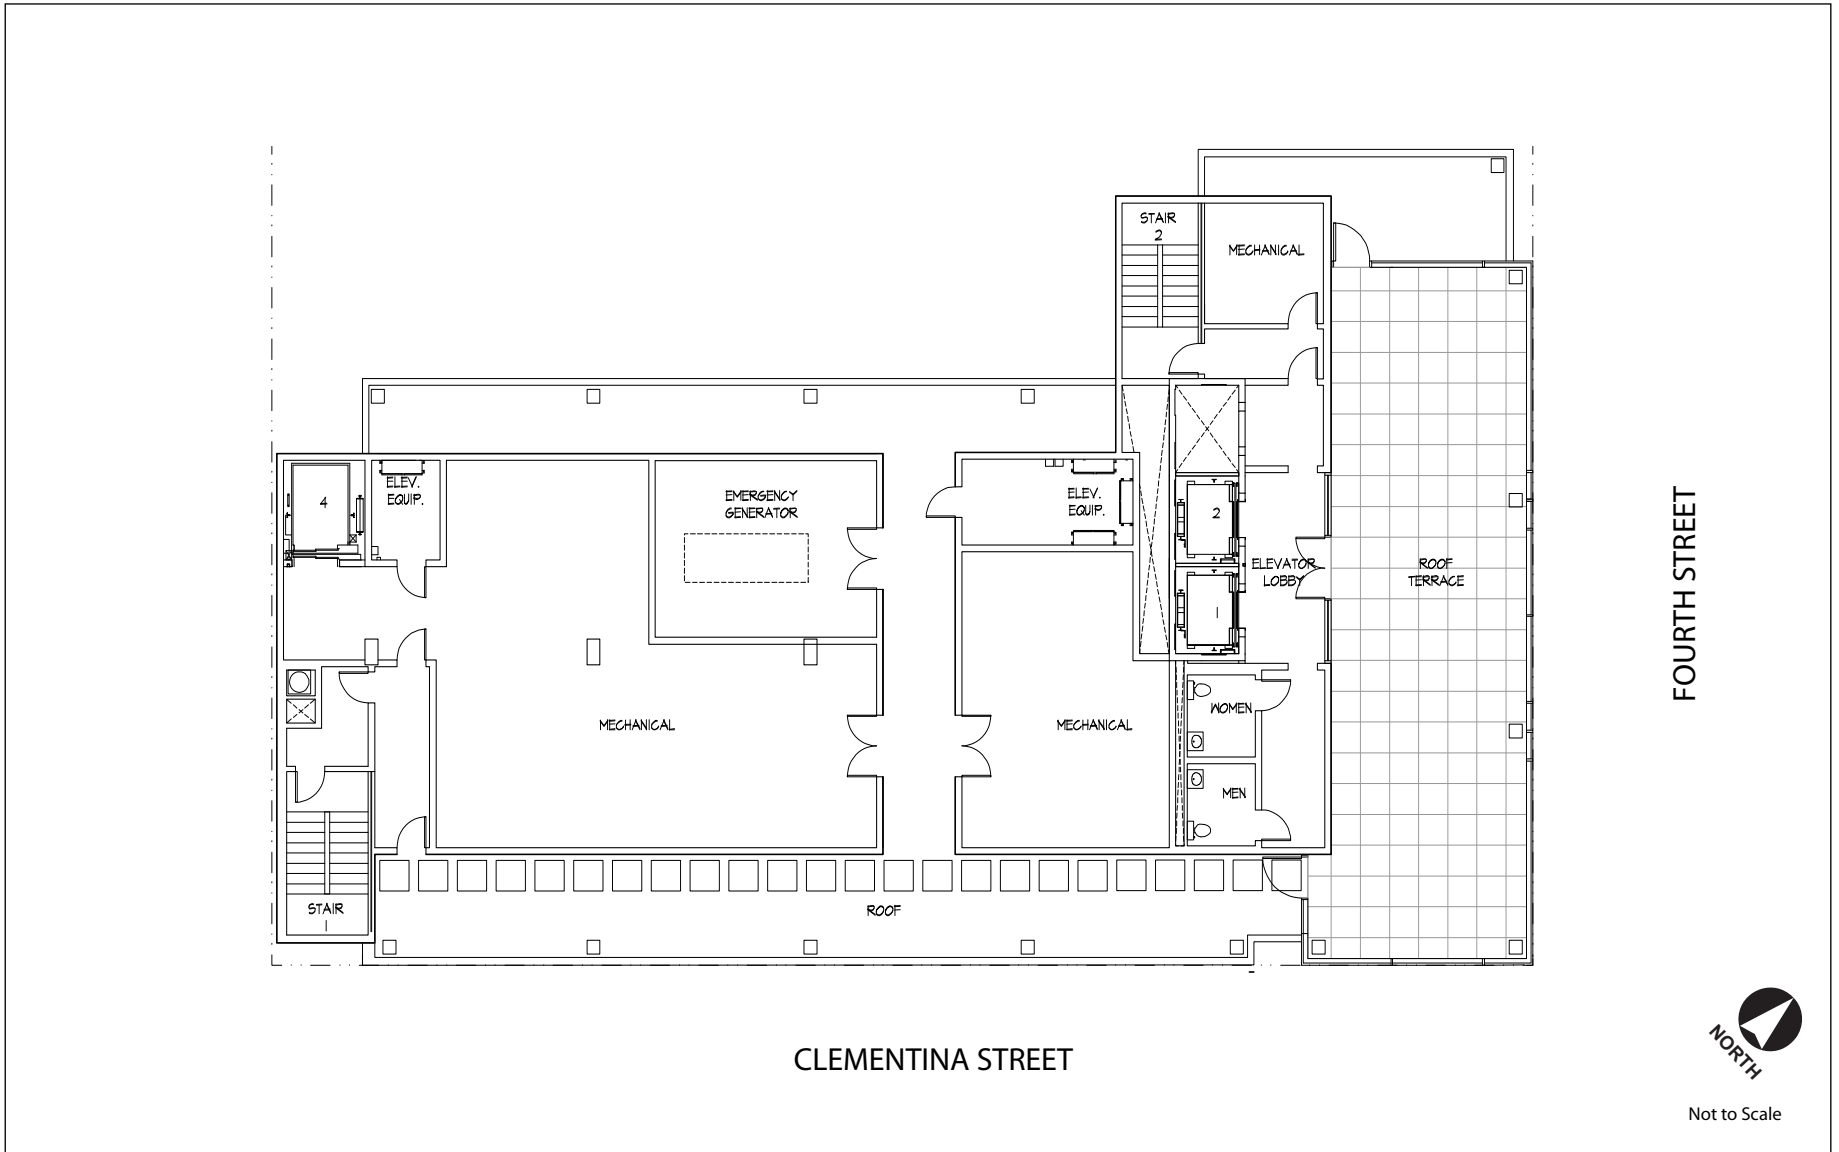 STAIR
2
MECHANICAL
4
ELEV.
EQUIP.
EMERGENCY
GENERATOR
ELEV.
EQUIP.
2
ELEVATOR
LOBBY
1
ROOF
TERRACE
FOURTH STREET
MECHANICAL
MECHANICAL
WOMEN
MEN
STAIR
1
ROOF
CLEMENTINA STREET
NORTH
Not to Scale